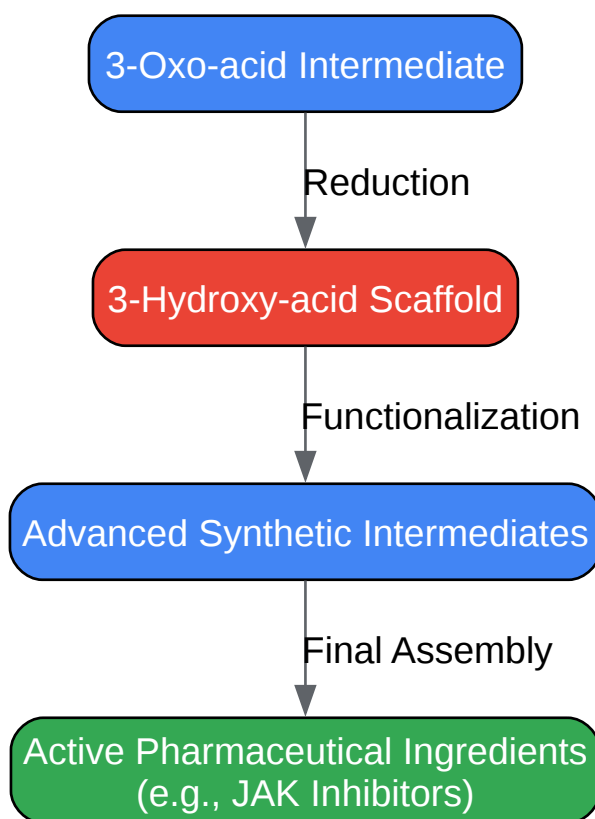 3-Oxo-acid Intermediate
Reduction
3-Hydroxy-acid Scaffold
Functionalization
Advanced Synthetic Intermediates
Final Assembly
Active Pharmaceutical Ingredients
(e.g., JAK Inhibitors)